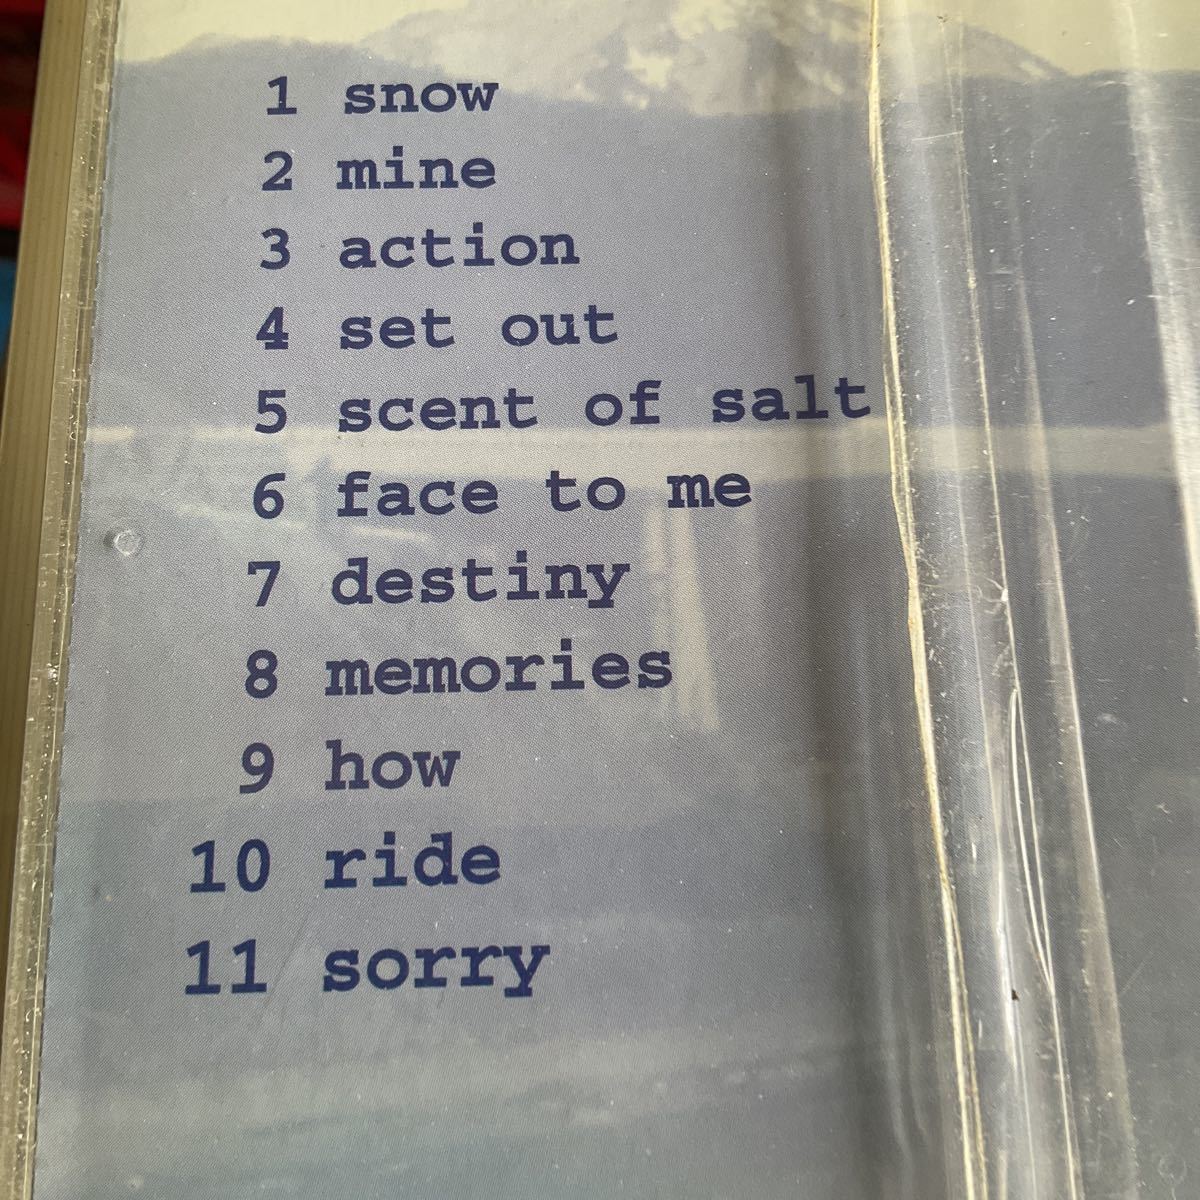 1 snow
2 mine
3 action
4 set out
5 scent of salt
6 face to me
7 destiny
8 memories
9 how
10 ride
11 sorry